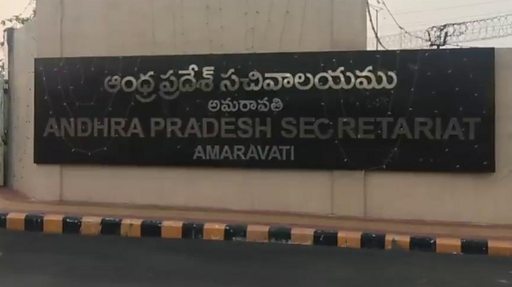 ఆంధ్ర ప్రదేశ్ సచివాలయము
అమరావతి
ANDHRA PRADESH SECRETARIAT
AMARAVATI